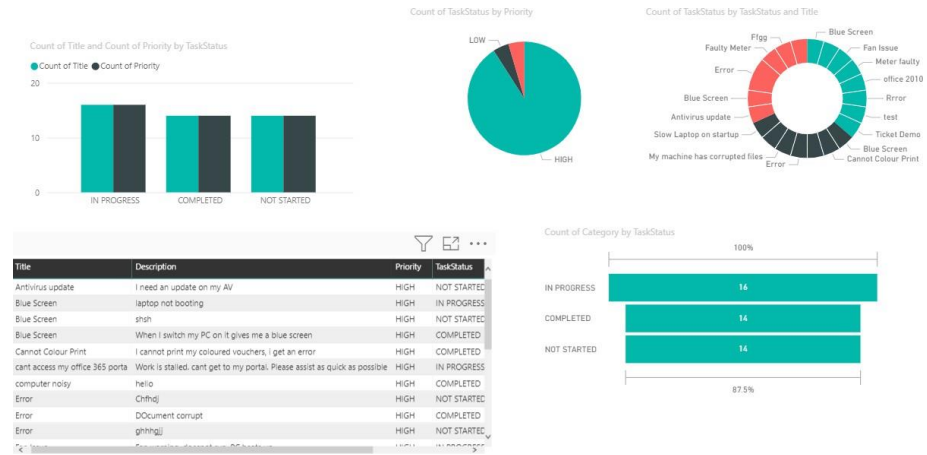 Count of TaskStatus by Priority
Count of TaskStatus by TaskStatus and Title
Count of Title and Count of Priority by TaskStatus
Count of Title Count of Priority
20
10
0
IN PROGRESS COMPLETED NOT STARTED
LOW
HIGH
Ffgg
Faulty Meter
Error
Blue Screen
Antivirus update
Slow Laptop on startup
My machine has corrupted files
Error
Blue Screen
Fan Issue
Meter faulty
office 2010
Rrror
test
Ticket Demo
Blue Screen
Cannot Colour Print
Title Description Priority TaskStatus
Antivirus update I need an update on my AV HIGH NOT STARTED
Blue Screen laptop not booting HIGH IN PROGRESS
Blue Screen shsh HIGH NOT STARTED
Blue Screen When I switch my PC on it gives me a blue screen HIGH COMPLETED
Cannot Colour Print I cannot print my coloured vouchers, i get an error HIGH COMPLETED
cant access my office 365 porta Work is stalled. cant get to my portal. Please assist as quick as possible HIGH IN PROGRESS
computer noisy hello HIGH COMPLETED
Error Chfhdj HIGH NOT STARTED
Error DOcument corrupt HIGH COMPLETED
Error ghhhgjj HIGH NOT STARTED
Count of Category by TaskStatus
100%
IN PROGRESS 16
COMPLETED 14
NOT STARTED 14
87.5%